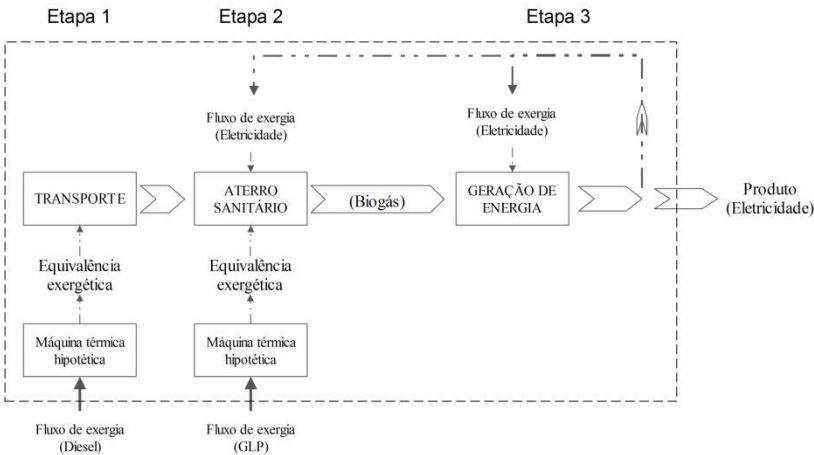 Etapa 1
Etapa 2
Etapa 3
Fluxo de exergia
(Eletricidade)
Fluxo de exergia
(Eletricidade)
TRANSPORTE
ATERRO
SANITÁRIO
(Biogás)
GERAÇÃO DE
ENERGIA
Produto
(Eletricidade)
Equivalência
exergética
Equivalência
exergética
Máquina térmica
hipotética
Máquina térmica
hipotética
Fluxo de exergia
(Diesel)
Fluxo de exergia
(GLP)